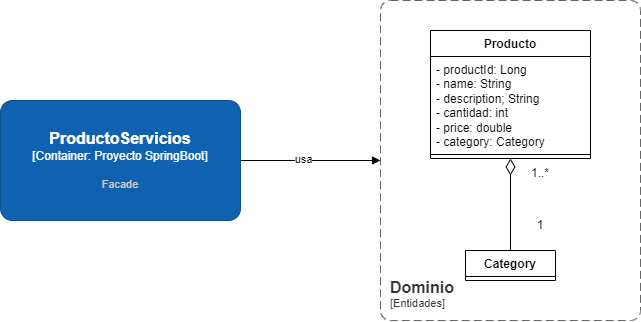 ProductoServicios
[Container: Proyecto SpringBoot]
Facade
usa
Producto
- productId: Long
- name: String
- description; String
- cantidad: int
- price: double
- category: Category
1..*
1
Category
Dominio
[Entidades]